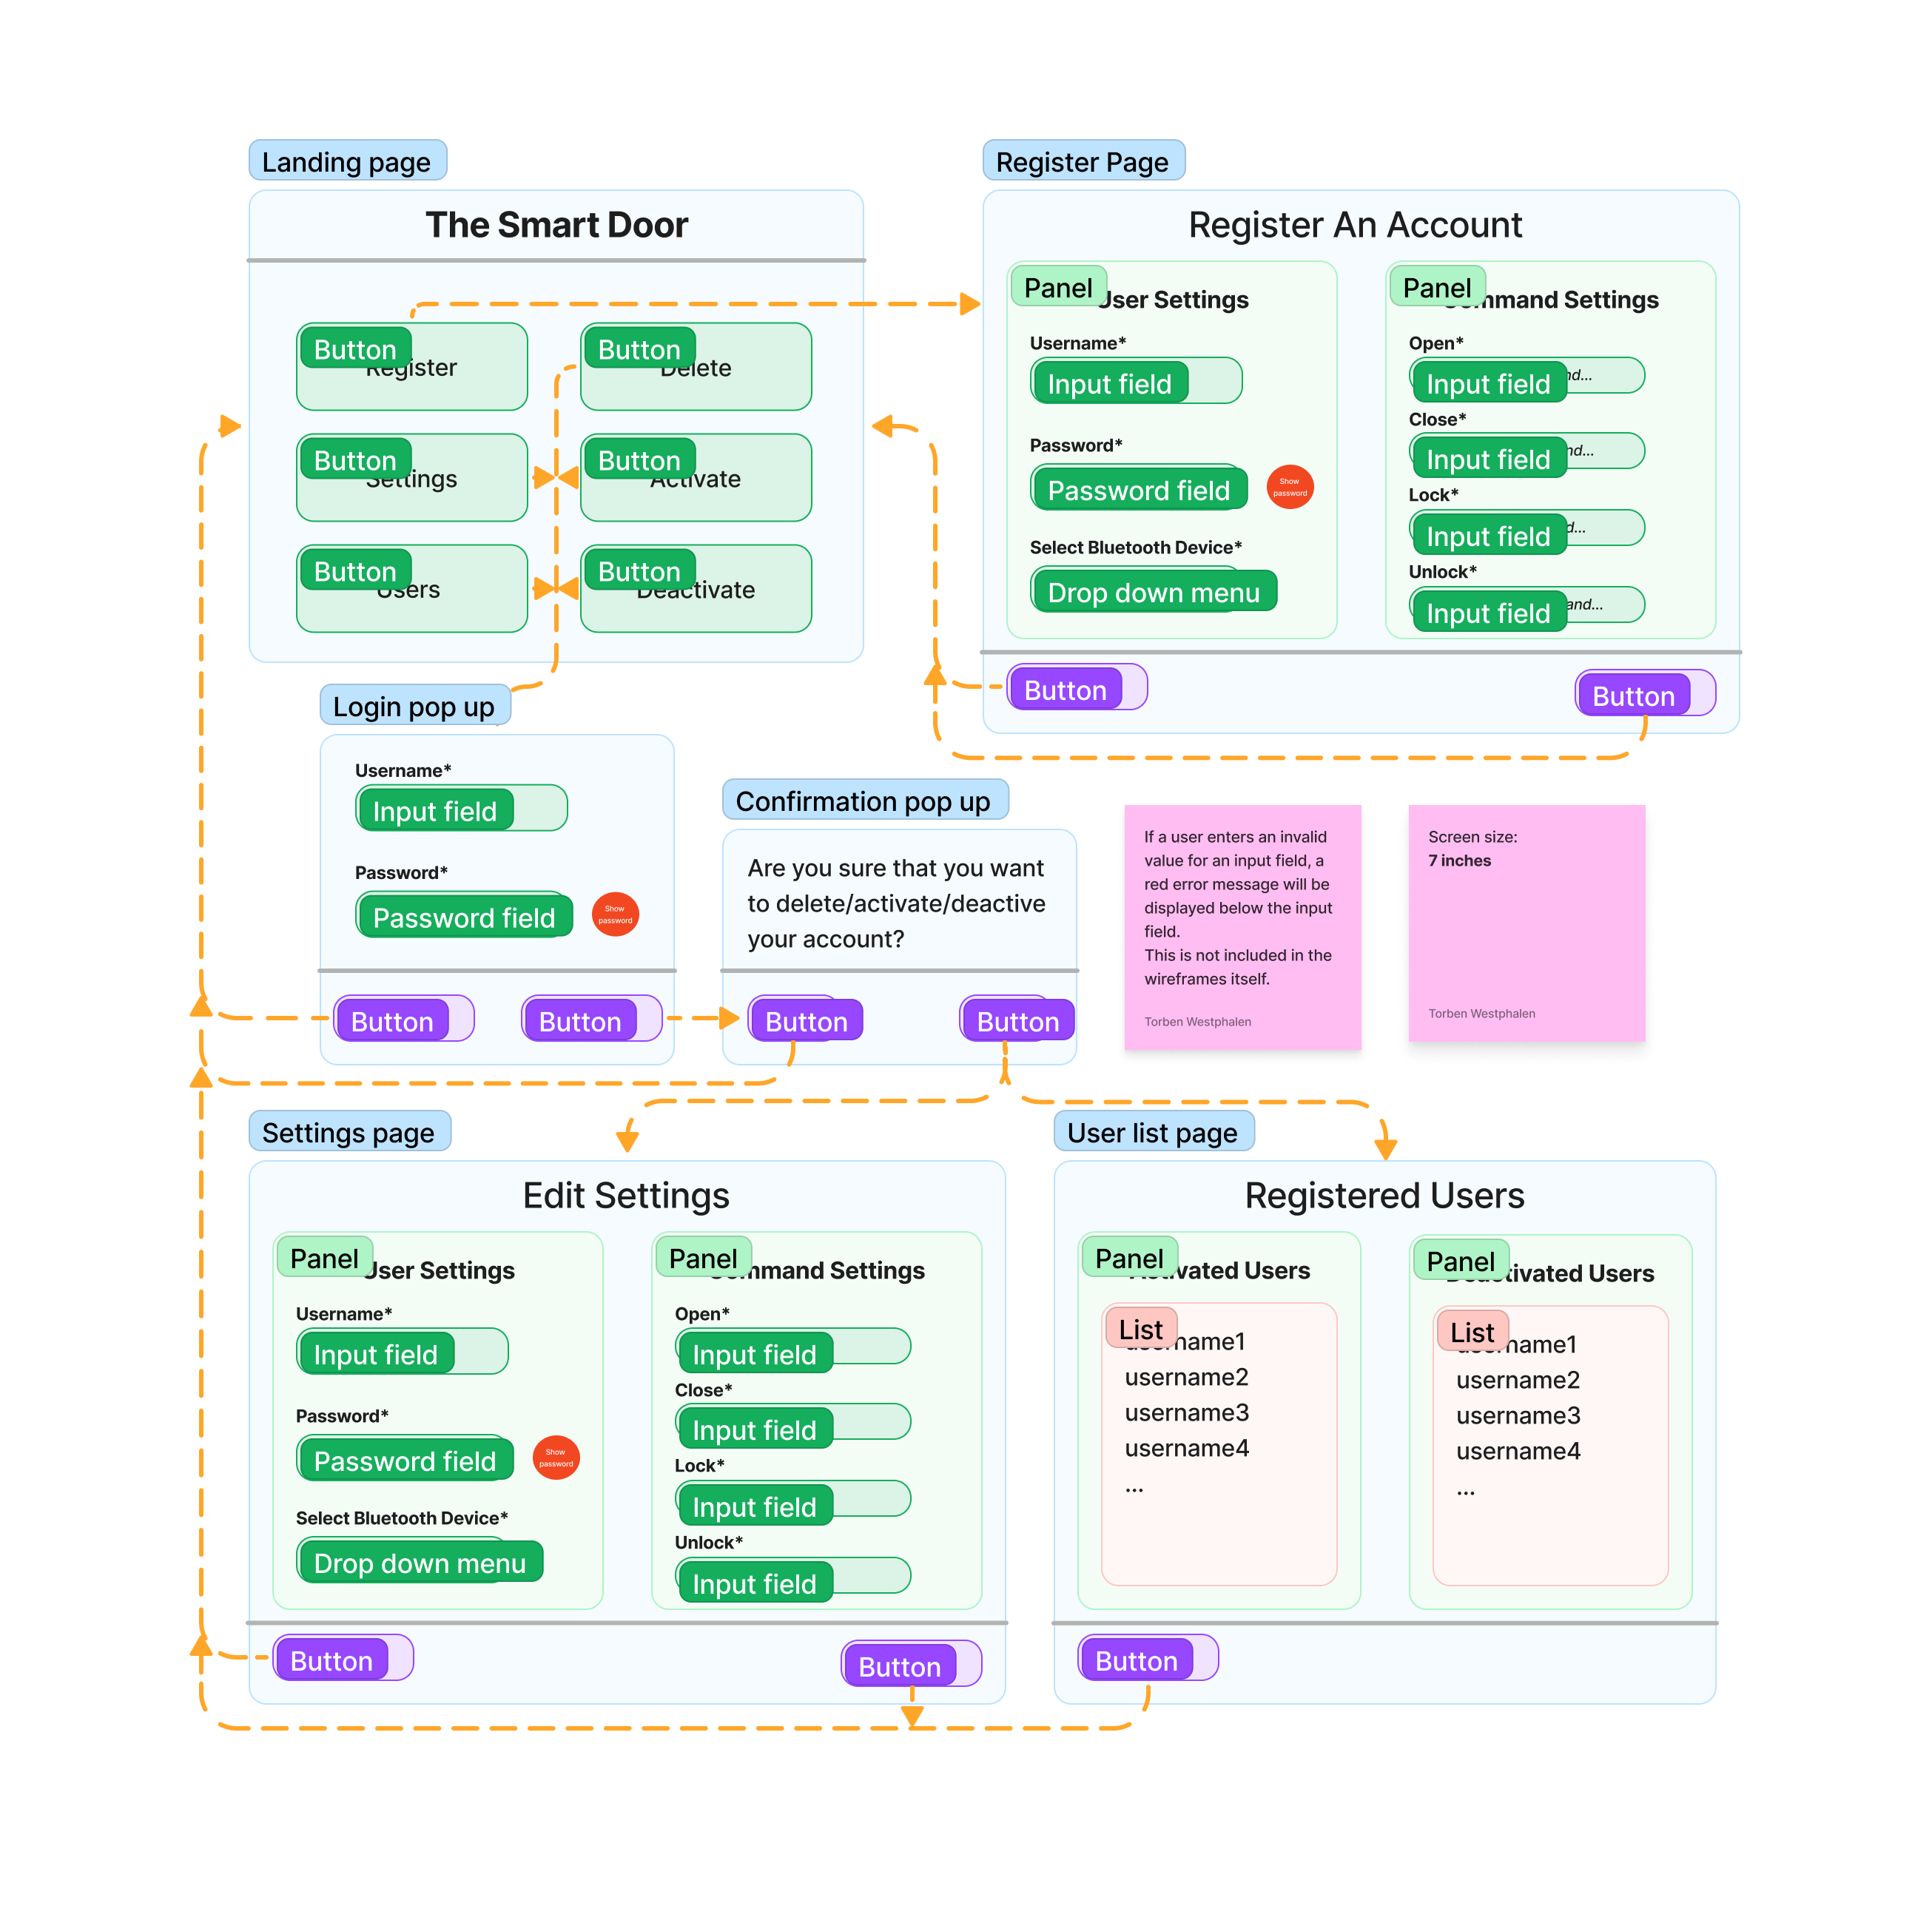 Landing page
The Smart Door
Button
Register
Button
Delete
Button
Settings
Button
Activate
Button
Users
Button
Deactivate
Register Page
Register An Account
Panel
User Settings
Username*
Input field
Password*
Password field
Show
password
Select Bluetooth Device*
Drop down menu
Panel
Command Settings
Open*
Input field
Close*
Input field
Lock*
Input field
Unlock*
Input field
Button
Button
Login pop up
Username*
Input field
Password*
Password field
Show
password
Button
Button
Confirmation pop up
Are you sure that you want
to delete/activate/deactive
your account?
Button
Button
If a user enters an invalid
value for an input field, a
red error message will be
displayed below the input
field.
This is not included in the
wireframes itself.
Torben Westphalen
Screen size:
7 inches
Torben Westphalen
Settings page
Edit Settings
Panel
User Settings
Username*
Input field
Password*
Password field
Show
password
Select Bluetooth Device*
Drop down menu
Panel
Command Settings
Open*
Input field
Close*
Input field
Lock*
Input field
Unlock*
Input field
Button
Button
User list page
Registered Users
Panel
Activated Users
List
username1
username2
username3
username4
...
Panel
Deactivated Users
List
username1
username2
username3
username4
...
Button